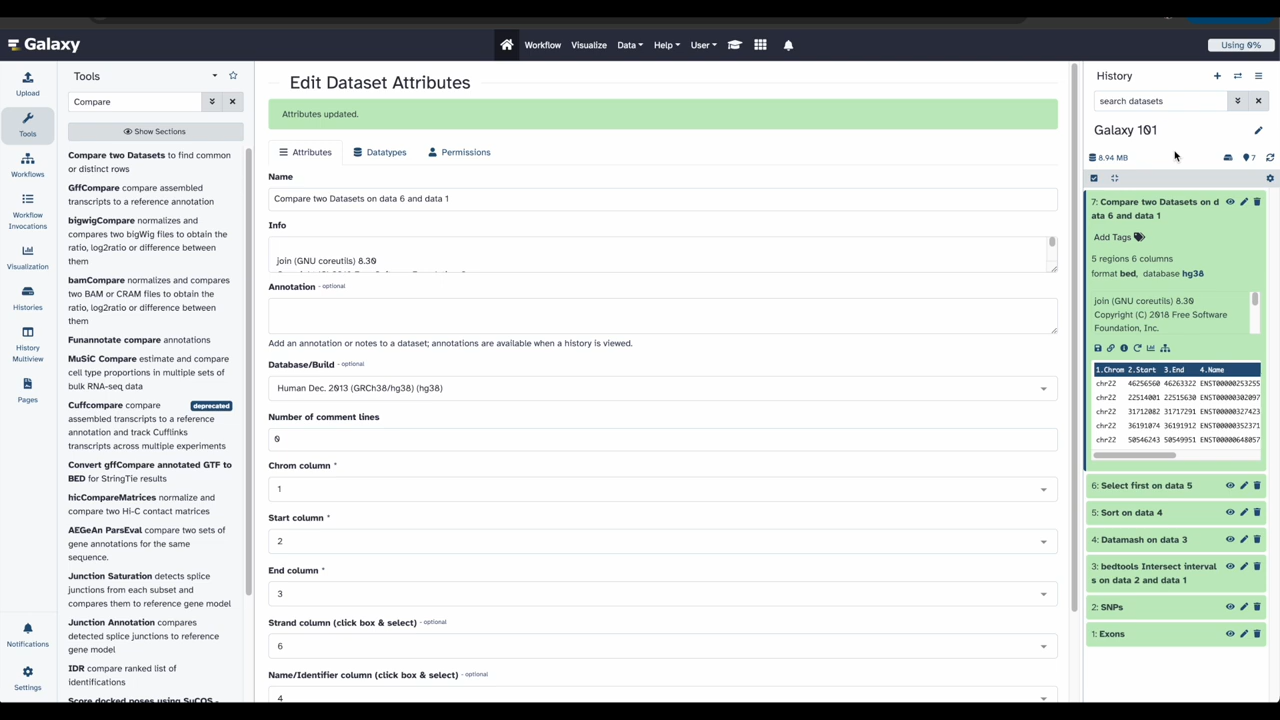 Galaxy
Workflow
Visualize
Data
Help
User
Using 0%
Upload
Tools
Workflows
Workflow
Invocations
Visualization
Histories
History
Multiview
Pages
Notifications
Settings
Tools
Compare
Show Sections
Compare two Datasets to find common
or distinct rows
GffCompare compare assembled
transcripts to a reference annotation
bigwigCompare normalizes and
compares two bigWig files to obtain the
ratio, log2ratio or difference between
them
bamCompare normalizes and compares
two BAM or CRAM files to obtain the
ratio, log2ratio or difference between
them
Funannotate compare annotations
MuSiC Compare estimate and compare
cell type proportions in multiple sets of
bulk RNA-seq data
Cuffcompare compare deprecated
assembled transcripts to a reference
annotation and track Cufflinks
transcripts across multiple experiments
Convert gffCompare annotated GTF to
BED for StringTie results
hicCompareMatrices normalize and
compare two Hi-C contact matrices
AEGeAn ParsEval compare two sets of
gene annotations for the same
sequence.
Junction Saturation detects splice
junctions from each subset and
compares them to reference gene model
Junction Annotation compares
detected splice junctions to reference
gene model
IDR compare ranked list of
identifications
Score docked poses using SuCOS -
Edit Dataset Attributes
Attributes updated.
Attributes
Datatypes
Permissions
Name
Compare two Datasets on data 6 and data 1
Info
join (GNU coreutils) 8.30
Annotation - optional
Add an annotation or notes to a dataset; annotations are available when a history is viewed.
Database/Build - optional
Human Dec. 2013 (GRCh38/hg38) (hg38)
Number of comment lines
0
Chrom column *
1
Start column *
2
End column *
3
Strand column (click box & select) - optional
6
Name/Identifier column (click box & select) - optional
4
History
search datasets
Galaxy 101
8.94 MB
7
7: Compare two Datasets on d
ata 6 and data 1
Add Tags
5 regions 6 columns
format bed, database hg38
join (GNU coreutils) 8.30
Copyright (C) 2018 Free Software
Foundation, Inc.
1.Chrom 2.Start 3.End 4.Name
chr22 46256560 46263322 ENST00000253255
chr22 22514001 22515630 ENST00000302097
chr22 31712082 31717291 ENST00000327423
chr22 36191074 36191912 ENST00000352371
chr22 50546243 50549951 ENST00000648057
6: Select first on data 5
5: Sort on data 4
4: Datamash on data 3
3: bedtools Intersect interval
s on data 2 and data 1
2: SNPs
1: Exons